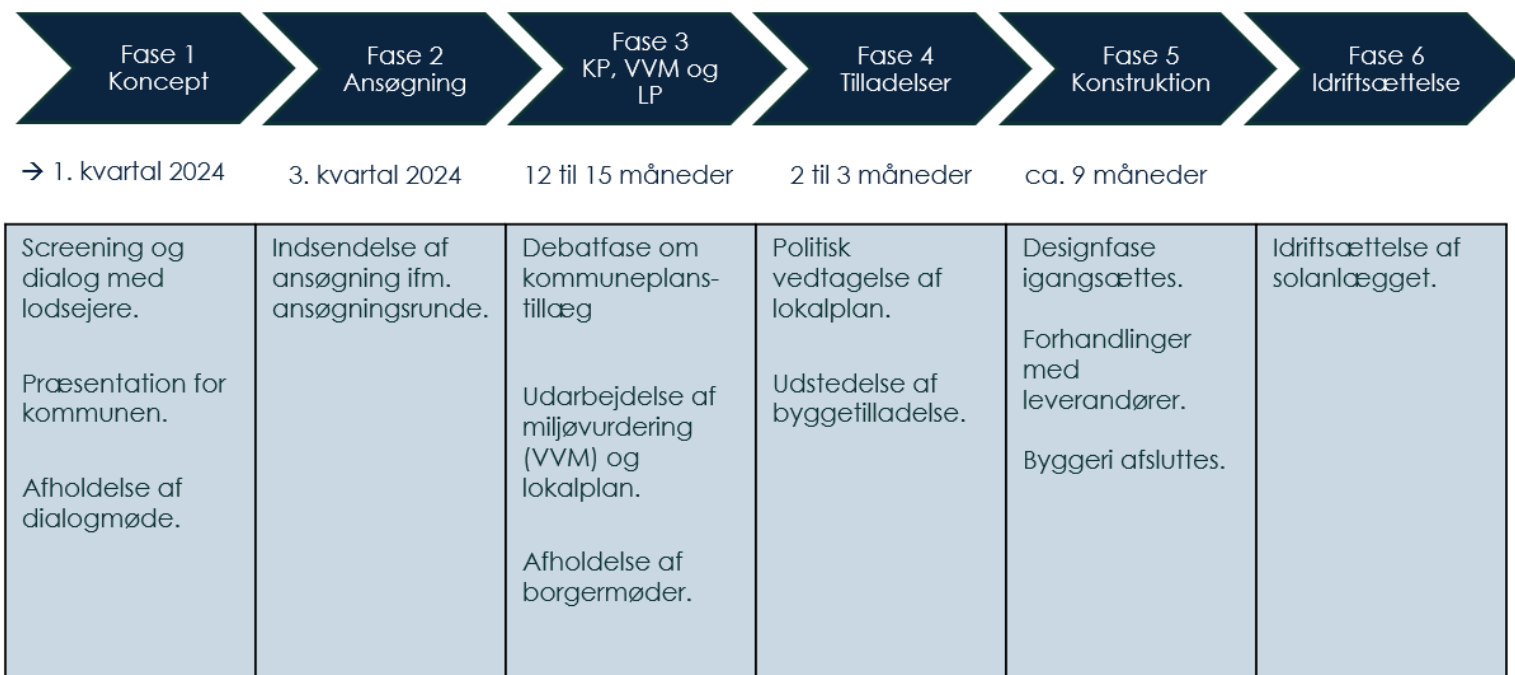 Fase 1
Koncept
Fase 2
Ansøgning
Fase 3
KP, VVM og
LP
Fase 4
Tilladelser
Fase 5
Konstruktion
Fase 6
Idriftsættelse
→ 1. kvartal 2024
3. kvartal 2024
12 til 15 måneder
2 til 3 måneder
ca. 9 måneder
Screening og
dialog med
lodsejere.
Præsentation for
kommunen.
Afholdelse af
dialogmøde.
Indsendelse af
ansøgning ifm.
ansøgningsrunde.
Debatfase om
kommuneplans-
tillæg
Udarbejdelse af
miljøvurdering
(VVM) og
lokalplan.
Afholdelse af
borgermøder.
Politisk
vedtagelse af
lokalplan.
Udstedelse af
byggetilladelse.
Designfase
igangsættes.
Forhandlinger
med
leverandører.
Byggeri afsluttes.
Idriftsættelse af
solanlægget.